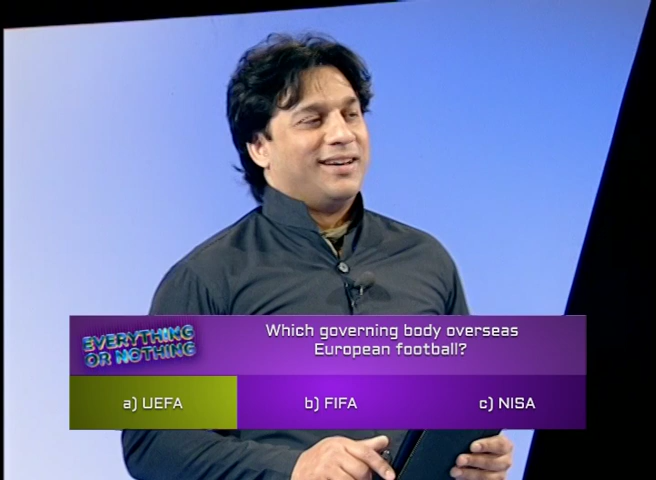 EVERYTHING
OR NOTHING
Which governing body overseas
European football?
a) UEFA
b) FIFA
c) NISA